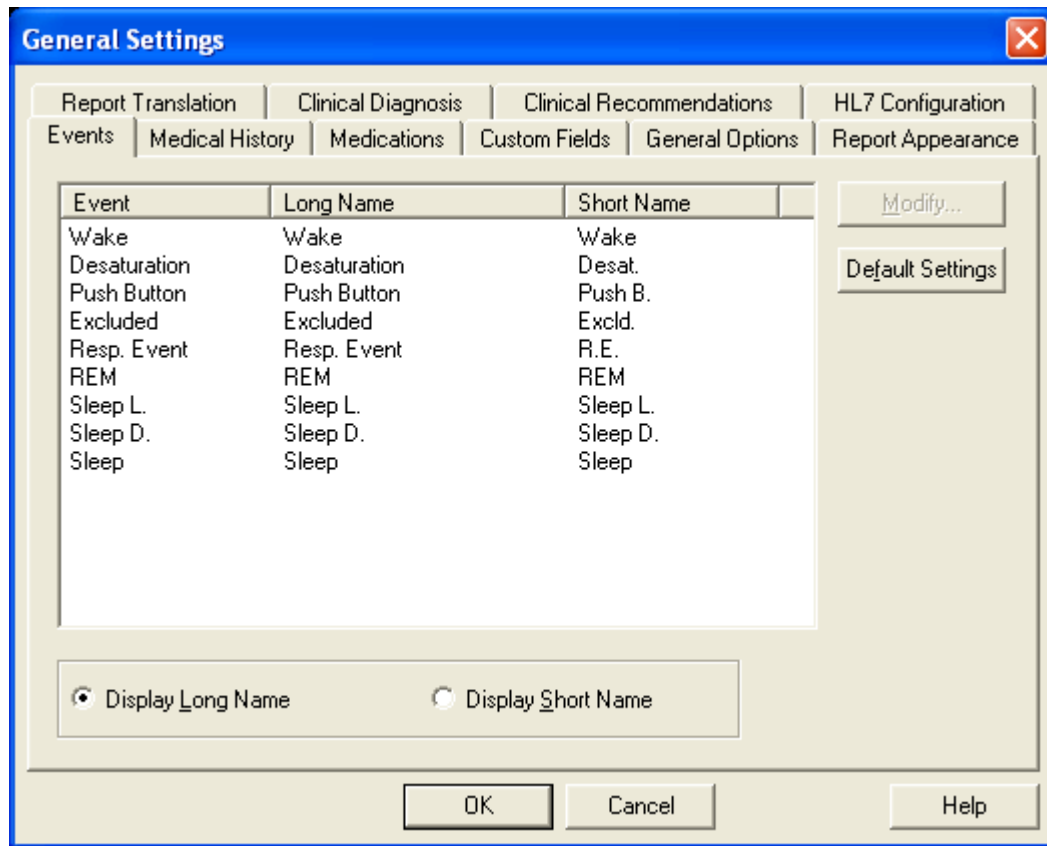 General Settings
Report Translation Clinical Diagnosis Clinical Recommendations HL7 Configuration
Events Medical History Medications Custom Fields General Options Report Appearance
Event Long Name Short Name Modify...
Wake Wake Wake
Desaturation Desaturation Desat. Default Settings
Push Button Push Button Push B.
Excluded Excluded Excld.
Resp. Event Resp. Event R.E.
REM REM REM
Sleep L. Sleep L. Sleep L.
Sleep D. Sleep D. Sleep D.
Sleep Sleep Sleep
Display Long Name Display Short Name
OK Cancel Help